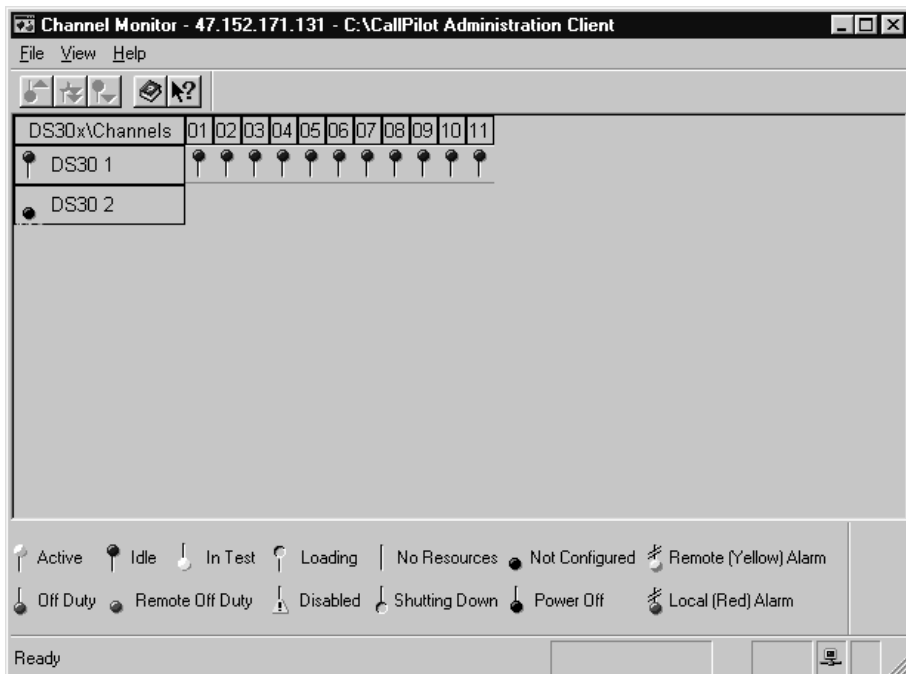 Channel Monitor - 47.152.171.131 - C:\CallPilot Administration Client
File View Help
DS30x\Channels 01 02 03 04 05 06 07 08 09 10 11
DS30 1
DS30 2
Active Idle In Test Loading No Resources Not Configured Remote (Yellow) Alarm
Off Duty Remote Off Duty Disabled Shutting Down Power Off Local (Red) Alarm
Ready